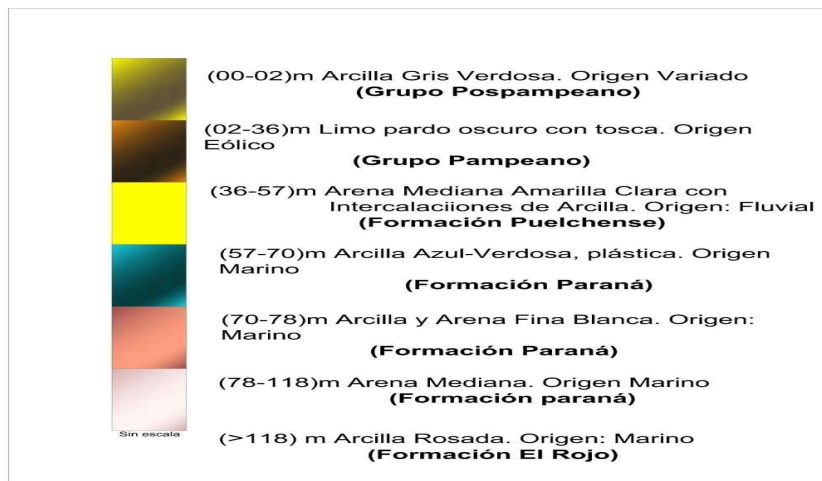 (00-02)m Arcilla Gris Verdosa. Origen Variado
(Grupo Pospampeano)
(02-36)m Limo pardo oscuro con tosca. Origen
Eólico
(Grupo Pampeano)
(36-57)m Arena Mediana Amarilla Clara con
Intercalaciiones de Arcilla. Origen: Fluvial
(Formación Puelchense)
(57-70)m Arcilla Azul-Verdosa, plástica. Origen
Marino
(Formación Paraná)
(70-78)m Arcilla y Arena Fina Blanca. Origen:
Marino
(Formación Paraná)
(78-118)m Arena Mediana. Origen Marino
(Formación paraná)
Sin escala
(>118) m Arcilla Rosada. Origen: Marino
(Formación El Rojo)